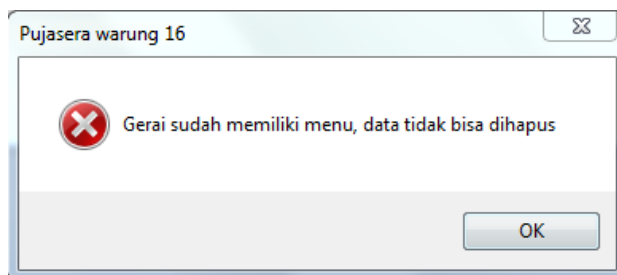 Pujasera warung 16
Gerai sudah memiliki menu, data tidak bisa dihapus
OK